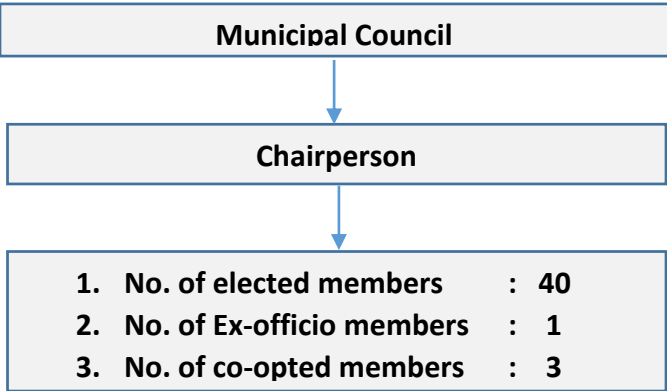 Municipal Council
Chairperson
1. No. of elected members : 40
2. No. of Ex-officio members : 1
3. No. of co-opted members : 3